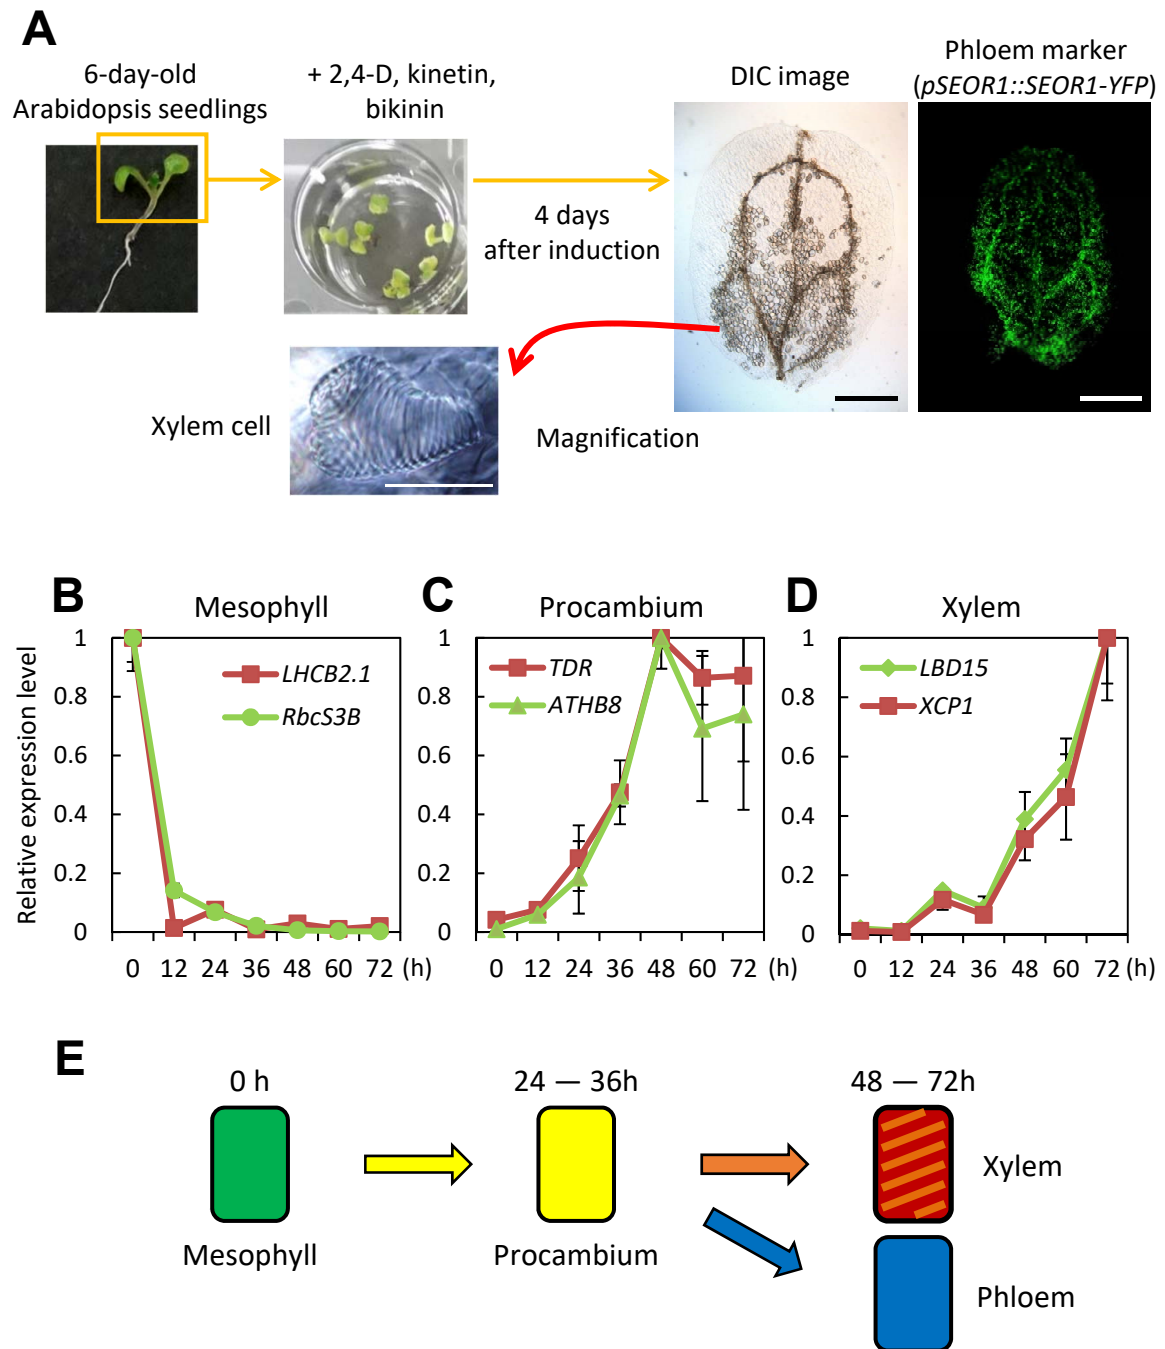 A
6-day-old
Arabidopsis seedlings
+ 2,4-D, kinetin,
bikinin
4 days
after induction
DIC image
Phloem marker
(pSEOR1::SEOR1-YFP)
Xylem cell
Magnification
B
Mesophyll
Relative expression level
1
0.8
0.6
0.4
0.2
0
LHCB2.1
RbcS3B
0 12 24 36 48 60 72 (h)
C
Procambium
1
0.8
0.6
0.4
0.2
0
TDR
ATHB8
0 12 24 36 48 60 72 (h)
D
Xylem
1
0.8
0.6
0.4
0.2
0
LBD15
XCP1
0 12 24 36 48 60 72 (h)
E
0 h
24 — 36h
48 — 72h
Mesophyll
Procambium
Xylem
Phloem